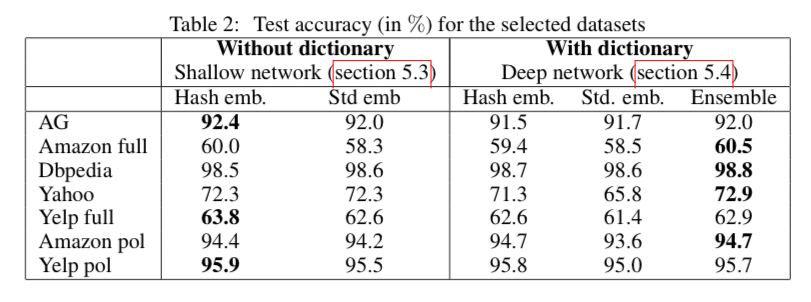 Table 2: Test accuracy (in %) for the selected datasets
Without dictionary With dictionary
Shallow network (section 5.3) Deep network (section 5.4)
Hash emb. Std emb Hash emb. Std. emb. Ensemble
AG 92.4 92.0 91.5 91.7 92.0
Amazon full 60.0 58.3 59.4 58.5 60.5
Dbpedia 98.5 98.6 98.7 98.6 98.8
Yahoo 72.3 72.3 71.3 65.8 72.9
Yelp full 63.8 62.6 62.6 61.4 62.9
Amazon pol 94.4 94.2 94.7 93.6 94.7
Yelp pol 95.9 95.5 95.8 95.0 95.7